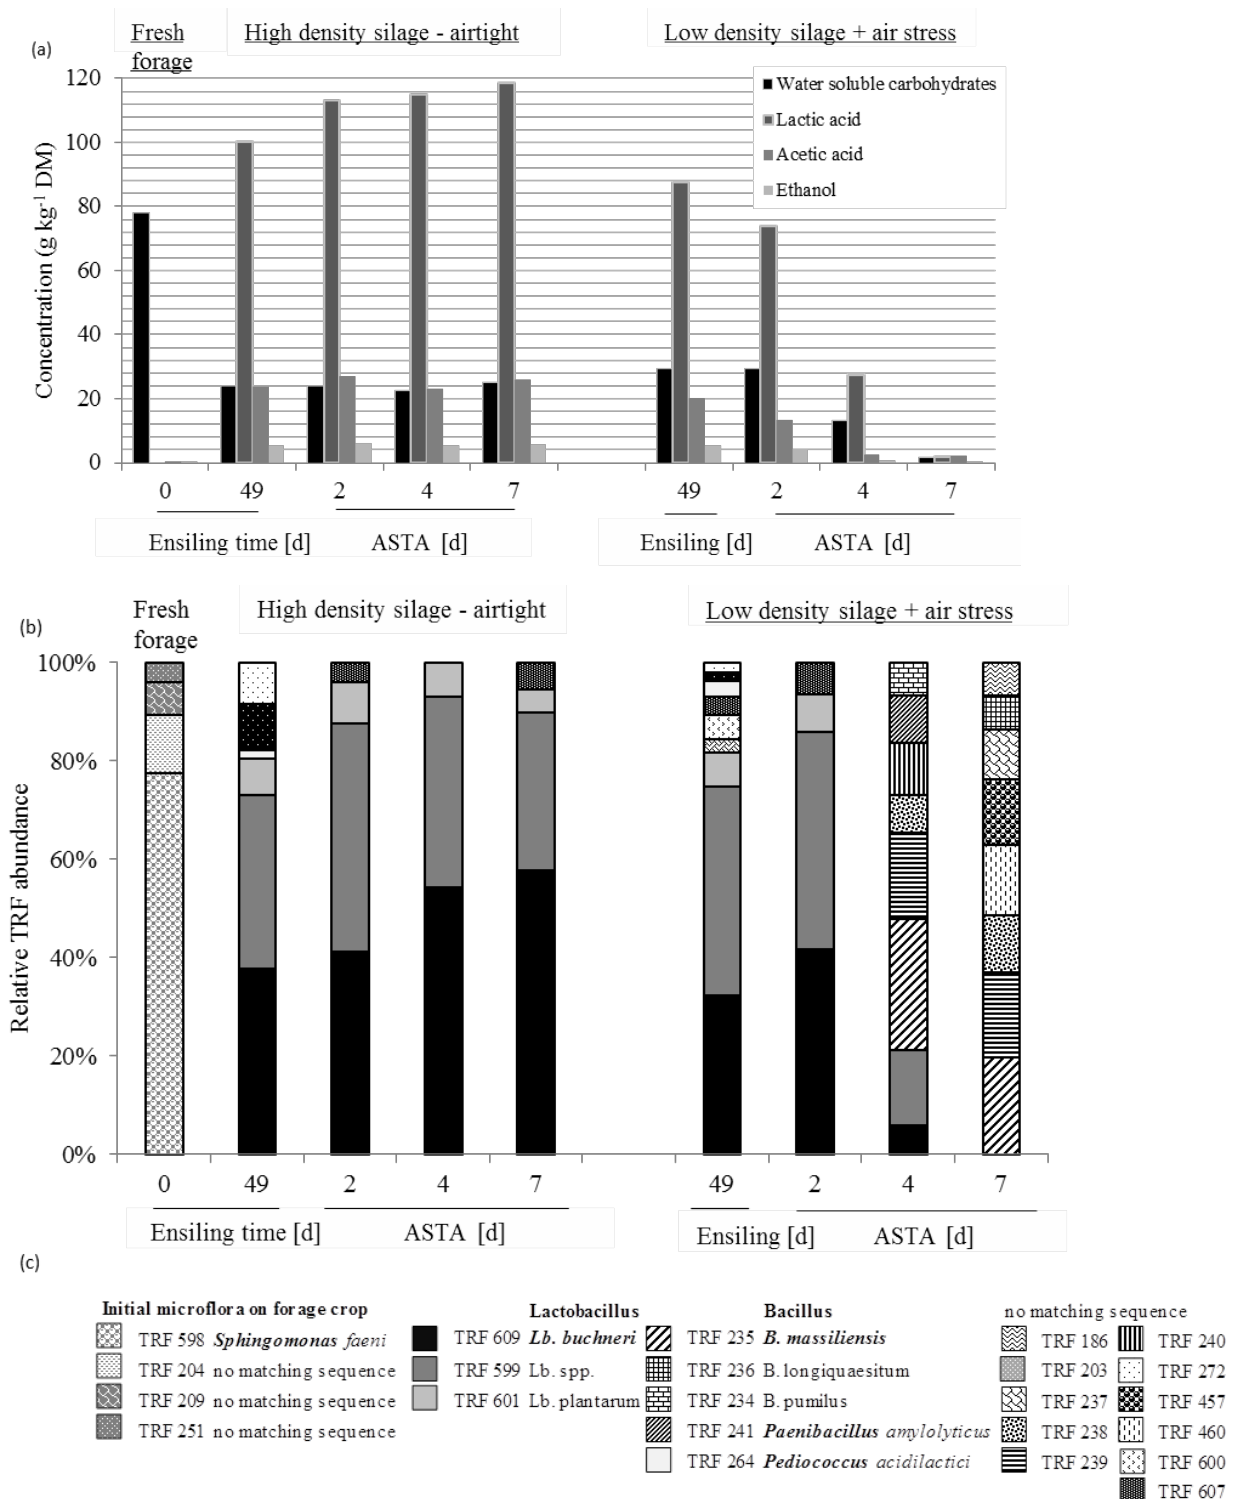 (a)
Fresh
forage
High density silage - airtight
Low density silage + air stress
Water soluble carbohydrates
Lactic acid
Acetic acid
Ethanol
Concentration (g kg⁻¹ DM)
120
100
80
60
40
20
0
0 49 2 4 7 49 2 4 7
Ensiling time [d] ASTA [d] Ensiling [d] ASTA [d]
(b)
Fresh
forage
High density silage - airtight
Low density silage + air stress
Relative TRF abundance
100%
80%
60%
40%
20%
0%
0 49 2 4 7 49 2 4 7
Ensiling time [d] ASTA [d] Ensiling [d] ASTA [d]
(c)
Initial microflora on forage crop
TRF 598 Sphingomonas faeni
TRF 204 no matching sequence
TRF 209 no matching sequence
TRF 251 no matching sequence
Lactobacillus
TRF 609 Lb. buchneri
TRF 599 Lb. spp.
TRF 601 Lb. plantarum
Bacillus
TRF 235 B. massiliensis
TRF 236 B. longiquaesitum
TRF 234 B. pumilus
TRF 241 Paenibacillus amylolyticus
TRF 264 Pediococcus acidilactici
no matching sequence
TRF 186
TRF 203
TRF 237
TRF 238
TRF 239
TRF 240
TRF 272
TRF 457
TRF 460
TRF 600
TRF 607